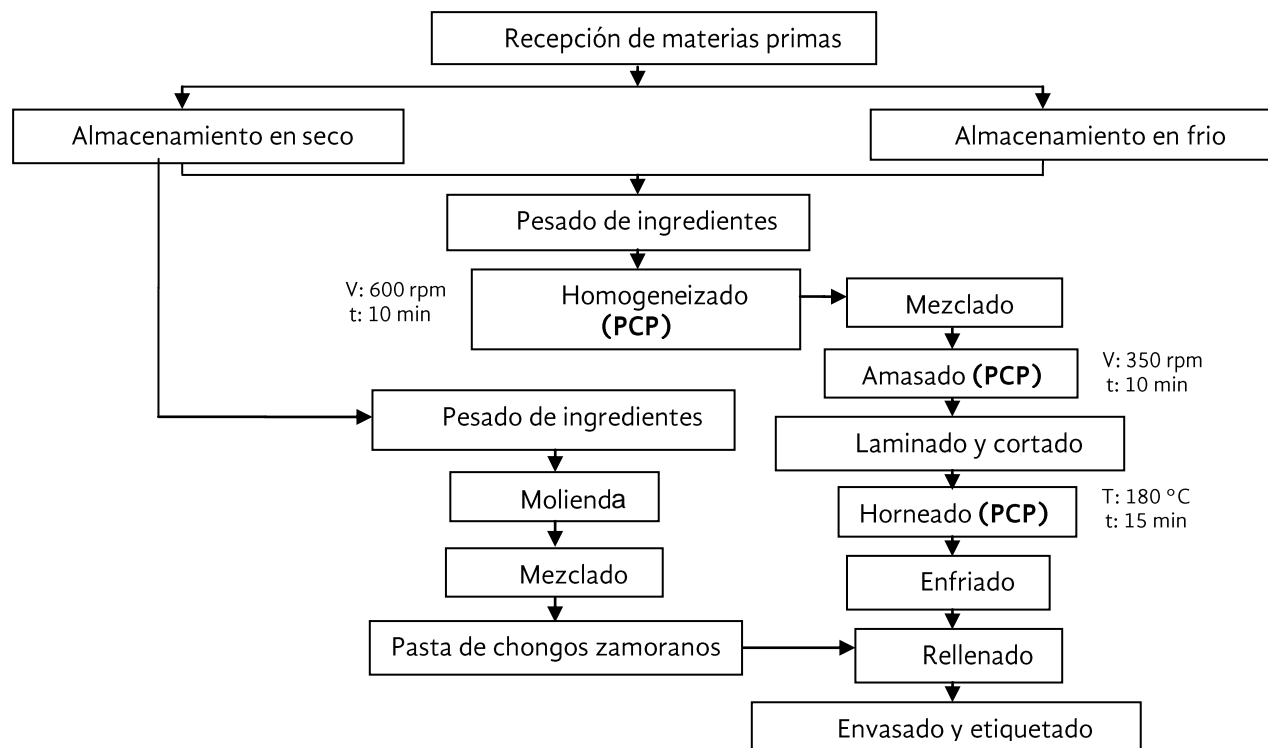 Recepción de materias primas
Almacenamiento en seco
Almacenamiento en frio
Pesado de ingredientes
V: 600 rpm
t: 10 min
Homogeneizado
(PCP)
Mezclado
Amasado (PCP)
V: 350 rpm
t: 10 min
Pesado de ingredientes
Laminado y cortado
Molienda
Horneado (PCP)
T: 180 °C
t: 15 min
Mezclado
Enfriado
Pasta de chongos zamoranos
Rellenado
Envasado y etiquetado